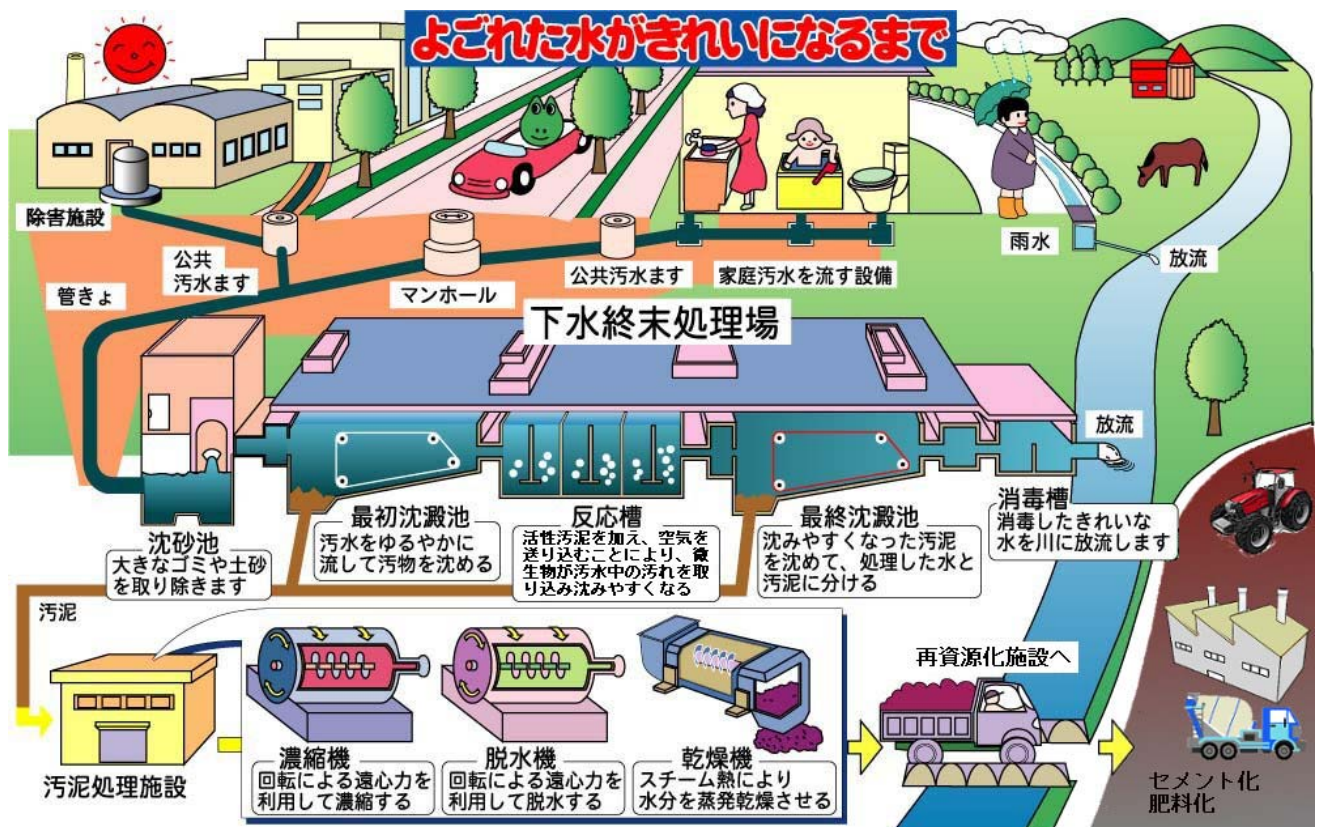 よごれた水がきれいになるまで
除害施設
公共
汚水ます
管きょ
マンホール
公共汚水ます
家庭汚水を流す設備
雨水
放流
下水終末処理場
放流
沈砂池
大きなゴミや土砂
を取り除きます
最初沈澱池
汚水をゆるやかに
流して汚物を沈める
反応槽
活性汚泥を加え、空気を
送り込むことにより、微
生物が汚水中の汚れを取
り込み沈みやすくなる
最終沈澱池
沈みやすくなった汚泥
を沈めて、処理した水と
汚泥に分ける
消毒槽
消毒したきれいな
水を川に放流します
汚泥
汚泥処理施設
濃縮機
回転による遠心力を
利用して濃縮する
脱水機
回転による遠心力を
利用して脱水する
乾燥機
スチーム熱により
水分を蒸発乾燥させる
再資源化施設へ
セメント化
肥料化